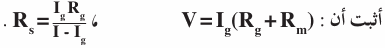 أثبت أن : V = I_g (R_g + R_m) ، R_s = (I_g R_g) / (I - I_g) .